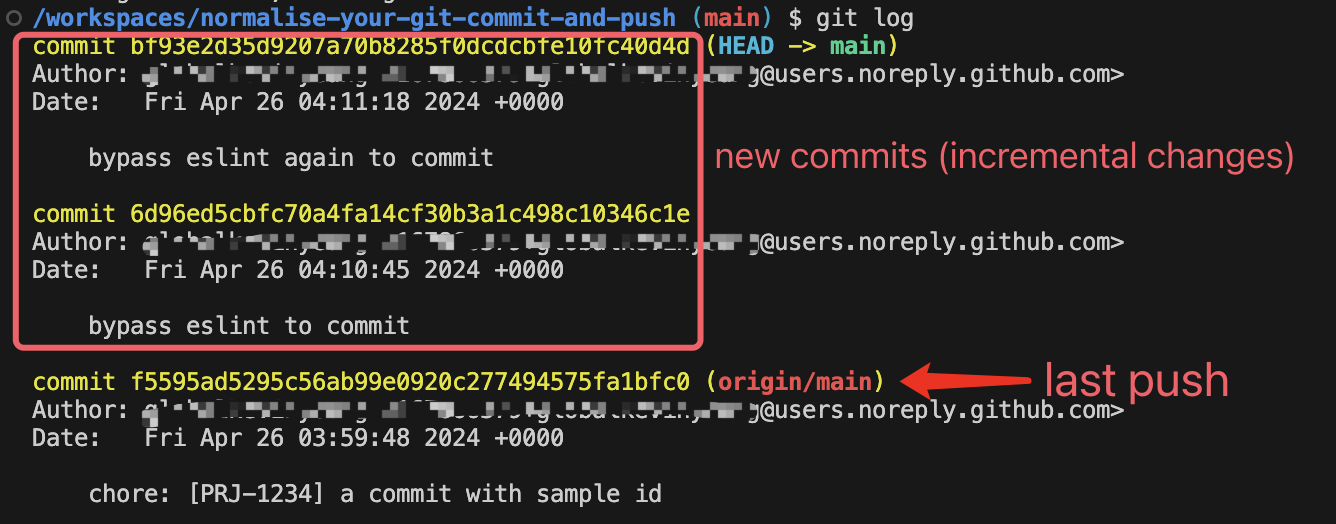 /workspaces/normalise-your-git-commit-and-push (main) $ git log
commit bf93e2d35d9207a70b8285f0dcdcbfe10fc40d4d (HEAD -> main)
Author: g@users.noreply.github.com>
Date:   Fri Apr 26 04:11:18 2024 +0000
bypass eslint again to commit
new commits (incremental changes)
commit 6d96ed5cbfc70a4fa14cf30b3a1c498c10346c1e
Author: @users.noreply.github.com>
Date:   Fri Apr 26 04:10:45 2024 +0000
bypass eslint to commit
commit f5595ad5295c56ab99e0920c277494575fa1bfc0 (origin/main)
last push
Author: @users.noreply.github.com>
Date:   Fri Apr 26 03:59:48 2024 +0000
chore: [PRJ-1234] a commit with sample id